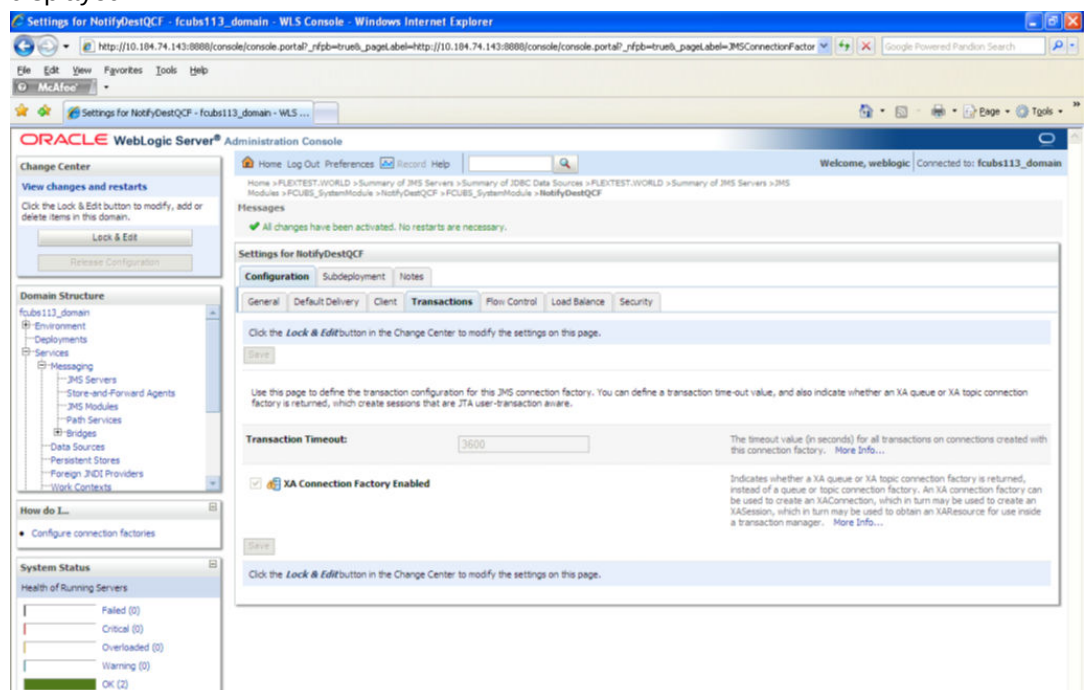 Settings for NotifyDestQCF - fcubs113_domain - WLS Console - Windows Internet Explorer
http://10.184.74.143:8888/console/console.portal?_nfpb=true&_pageLabel=http://10.184.74.143:8888/console/console.portal?_nfpb=true&_pageLabel=JMSConnectionFactor
Google Powered Pandion Search
File Edit View Favorites Tools Help
McAfee
Settings for NotifyDestQCF - fcubs113_domain - WLS ...
Page Tools
ORACLE WebLogic Server® Administration Console
Change Center
View changes and restarts
Click the Lock & Edit button to modify, add or
delete items in this domain.
Lock & Edit
Release Configuration
Domain Structure
fcubs113_domain
Environment
Deployments
Services
Messaging
JMS Servers
Store-and-Forward Agents
JMS Modules
Path Services
Bridges
Data Sources
Persistent Stores
Foreign JNDI Providers
Work Contexts
How do I...
Configure connection factories
System Status
Health of Running Servers
Failed (0)
Critical (0)
Overloaded (0)
Warning (0)
OK (2)
Home Log Out Preferences Record Help
Welcome, weblogic Connected to: fcubs113_domain
Home >FLEXTEST.WORLD >Summary of JMS Servers >Summary of JDBC Data Sources >FLEXTEST.WORLD >Summary of JMS Servers >JMS
Modules >FCUBS_SystemModule >NotifyDestQCF >FCUBS_SystemModule >NotifyDestQCF
Messages
All changes have been activated. No restarts are necessary.
Settings for NotifyDestQCF
Configuration Subdeployment Notes
General Default Delivery Client Transactions Flow Control Load Balance Security
Click the Lock & Edit button in the Change Center to modify the settings on this page.
Save
Use this page to define the transaction configuration for this JMS connection factory. You can define a transaction time-out value, and also indicate whether an XA queue or XA topic connection
factory is returned, which create sessions that are JTA user-transaction aware.
Transaction Timeout:
3600
The timeout value (in seconds) for all transactions on connections created with
this connection factory. More Info...
XA Connection Factory Enabled
Indicates whether a XA queue or XA topic connection factory is returned,
instead of a queue or topic connection factory. An XA connection factory can
be used to create an XAConnection, which in turn may be used to create an
XASession, which in turn may be used to obtain an XAResource for use inside
a transaction manager. More Info...
Save
Click the Lock & Edit button in the Change Center to modify the settings on this page.